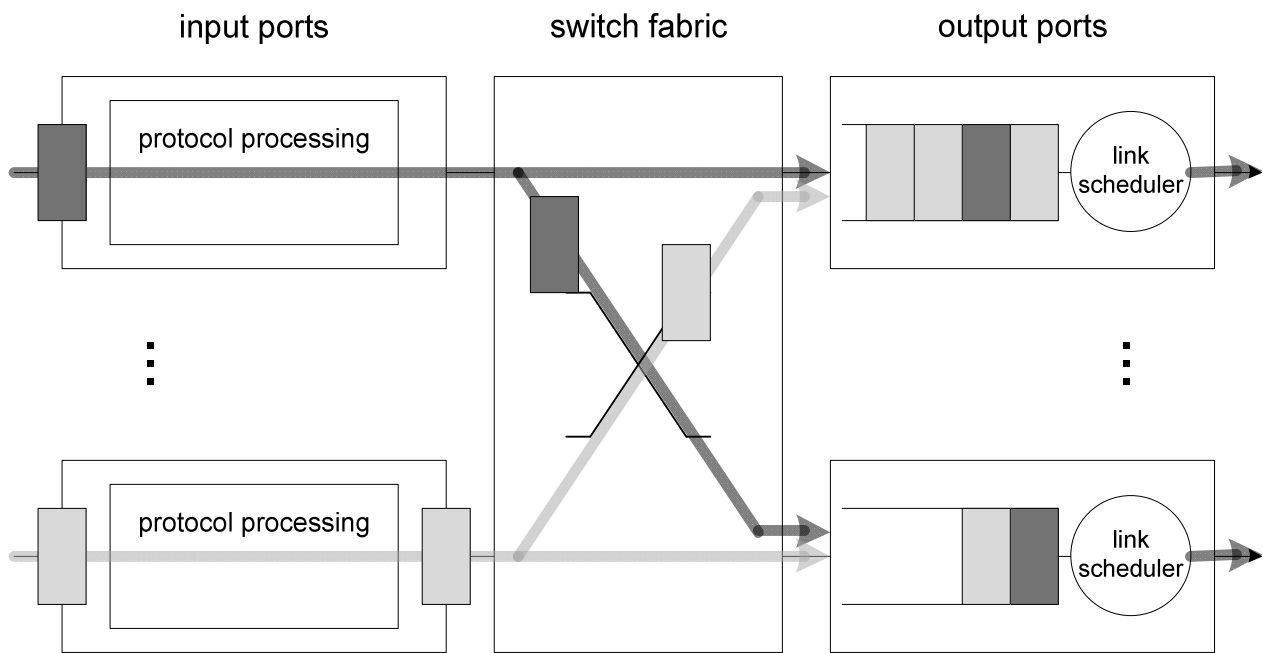 input ports
switch fabric
output ports
protocol processing
link
scheduler
protocol processing
link
scheduler